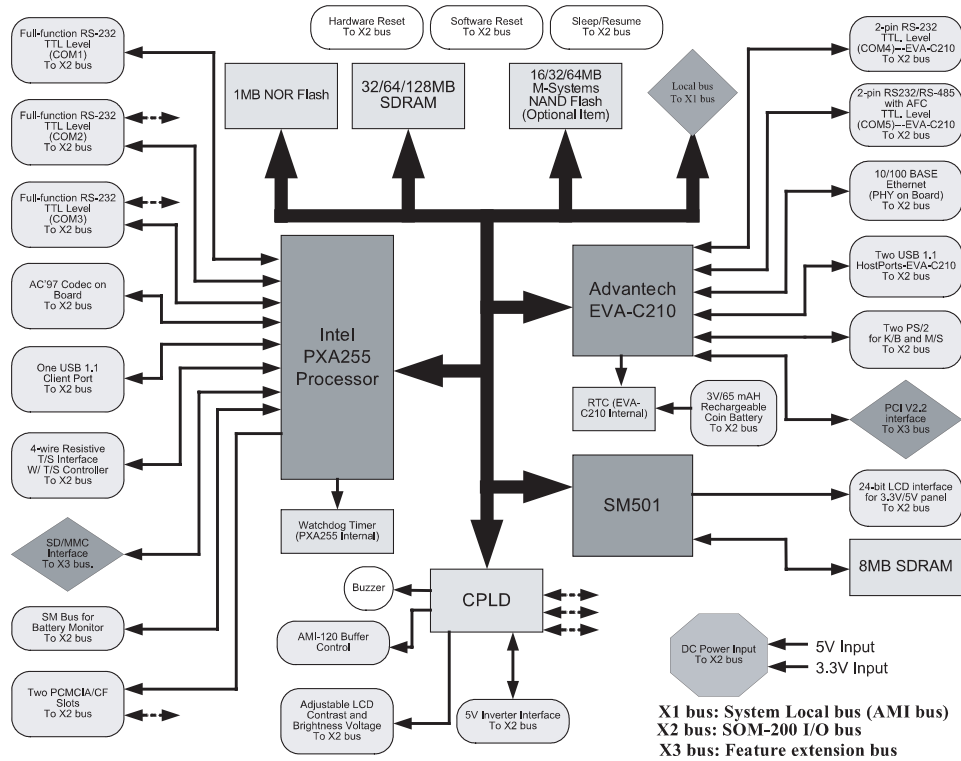 Full-function RS-232
TTL Level
(COM1)
To X2 bus
Full-function RS-232
TTL Level
(COM2)
To X2 bus
Full-function RS-232
TTL Level
(COM3)
To X2 bus
AC'97 Codec on
Board
To X2 bus
One USB 1.1
Client Port
To X2 bus
4-wire Resistive
T/S Interface
W/ T/S Controller
To X2 bus
SD/MMC
Interface
To X3 bus.
SM Bus for
Battery Monitor
To X2 bus
Two PCMCIA/CF
Slots
To X2 bus
Hardware Reset
To X2 bus
Software Reset
To X2 bus
Sleep/Resume
To X2 bus
1MB NOR Flash
32/64/128MB
SDRAM
16/32/64MB
M-Systems
NAND Flash
(Optional Item)
Local bus
To X1 bus
Intel
PXA255
Processor
Watchdog Timer
(PXA255 Internal)
Advantech
EVA-C210
RTC (EVA-
C210 Internal)
3V/65 mAH
Rechargeable
Coin Battery
To X2 bus
SM501
CPLD
Buzzer
AMI-120 Buffer
Control
Adjustable LCD
Contrast and
Brightness Voltage
To X2 bus
5V Inverter Interface
To X2 bus
2-pin RS-232
TTL. Level
(COM4)---EVA-C210
To X2 bus
2-pin RS232/RS-485
with AFC
TTL. Level
(COM5)---EVA-C210
To X2 bus
10/100 BASE
Ethernet
(PHY on Board)
To X2 bus
Two USB 1.1
HostPorts-EVA-C210
To X2 bus
Two PS/2
for K/B and M/S
To X2 bus
PCI V2.2
interface
To X3 bus
24-bit LCD interface
for 3.3V/5V panel
To X2 bus
8MB SDRAM
DC Power Input
To X2 bus
5V Input
3.3V Input
X1 bus: System Local bus (AMI bus)
X2 bus: SOM-200 I/O bus
X3 bus: Feature extension bus